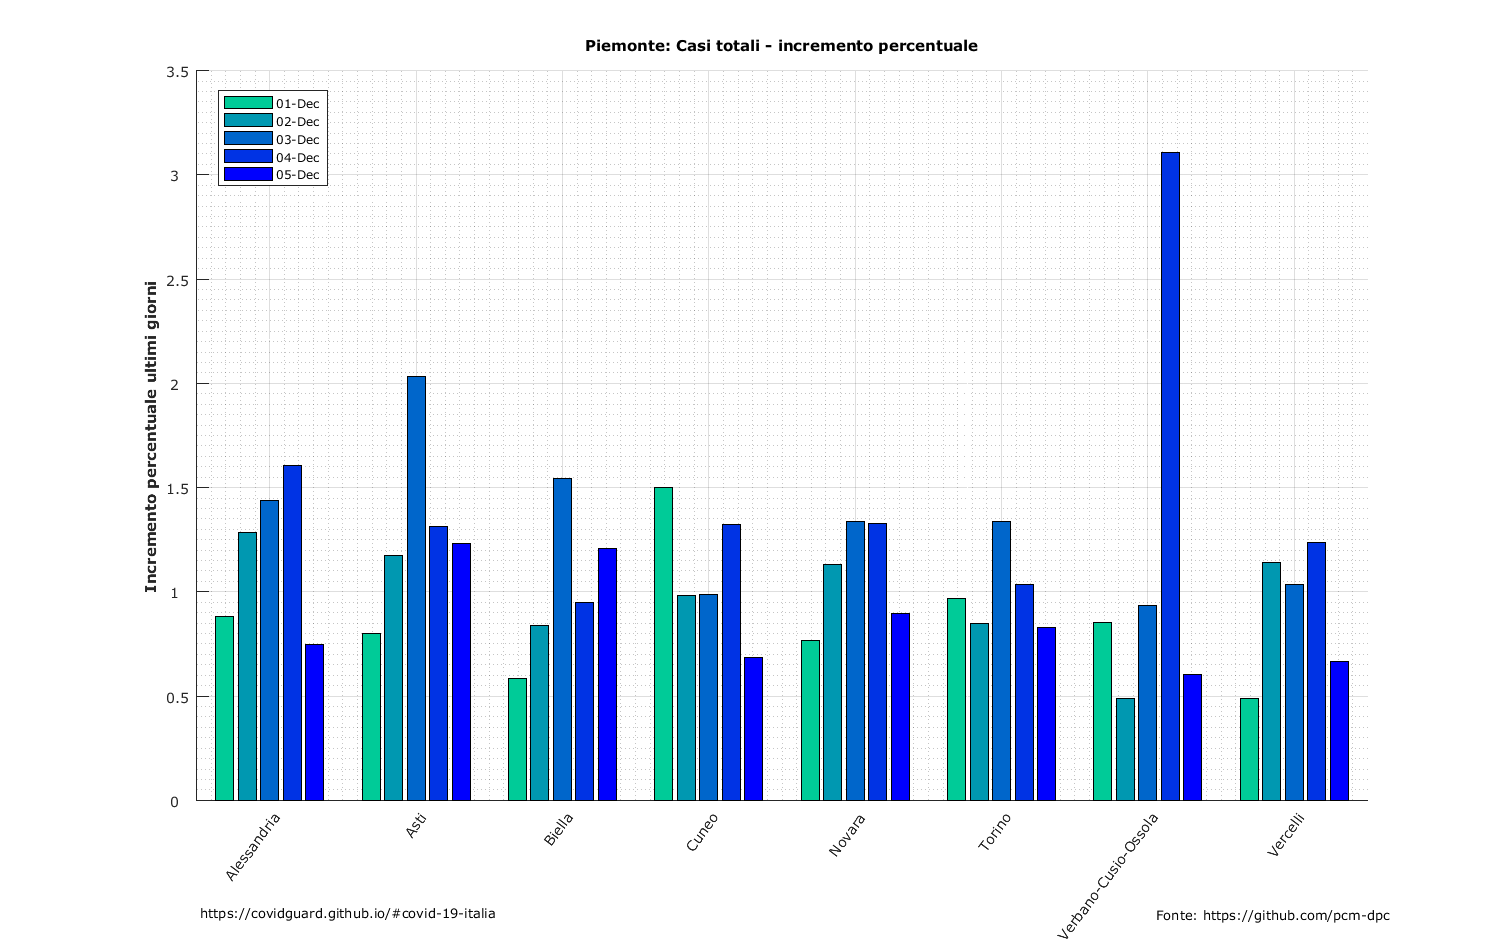 Piemonte: Casi totali - incremento percentuale
3.5
3
2.5
2
1.5
1
0.5
0
Incremento percentuale ultimi giorni
01-Dec
02-Dec
03-Dec
04-Dec
05-Dec
Alessandria
Asti
Biella
Cuneo
Novara
Torino
Verbano-Cusio-Ossola
Vercelli
https://covidguard.github.io/#covid-19-italia
Fonte: https://github.com/pcm-dpc